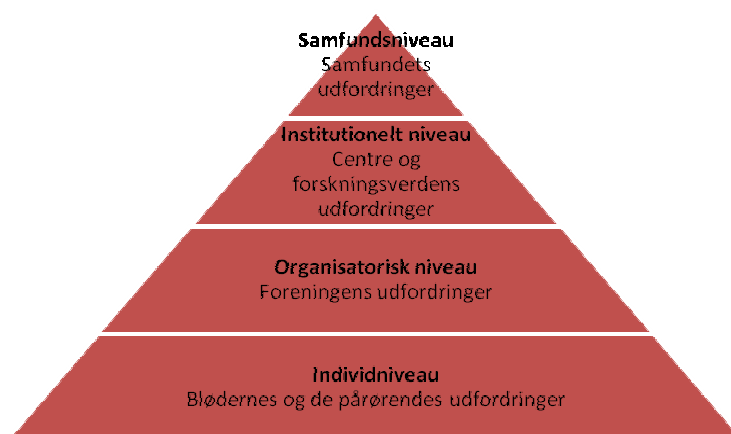 Samfundsniveau
Samfundets
udfordringer
Institutionelt niveau
Centre og
forskningsverdens
udfordringer
Organisatorisk niveau
Foreningens udfordringer
Individniveau
Blødernes og de pårørendes udfordringer